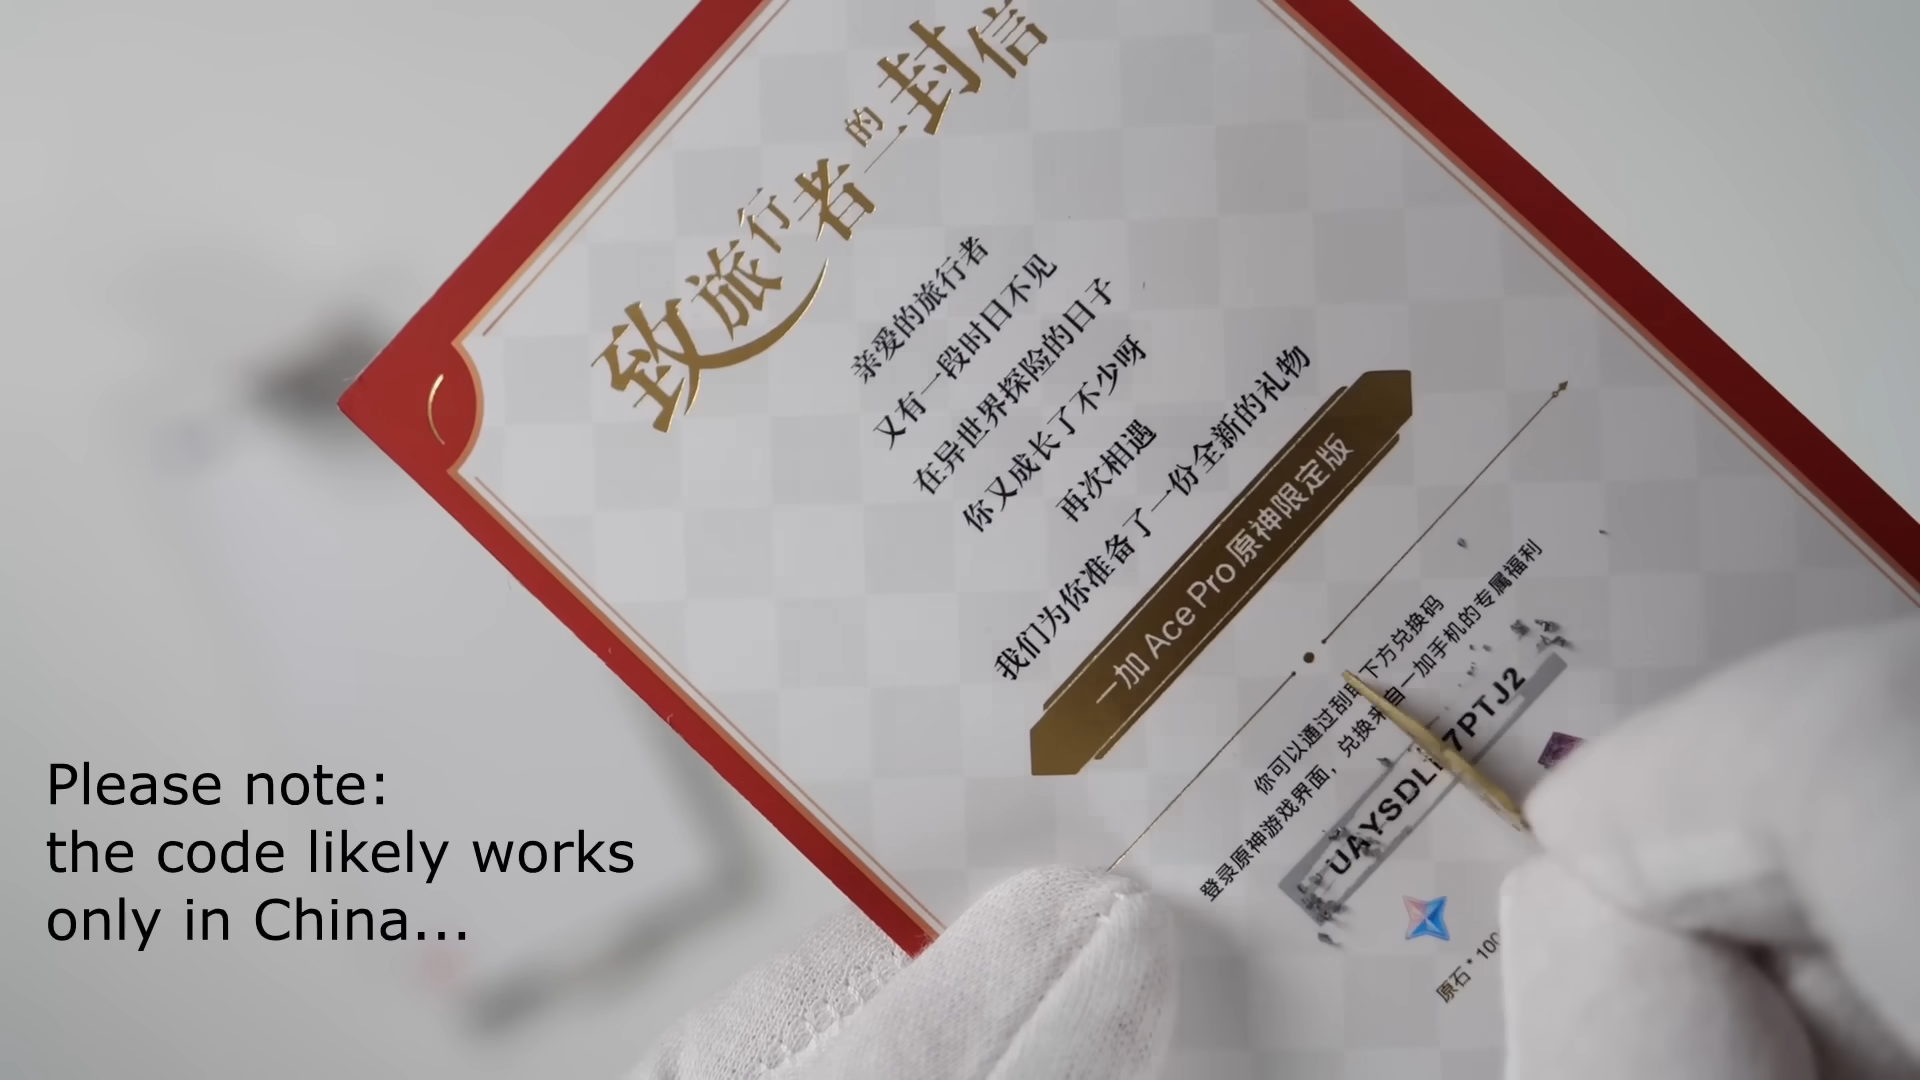 致旅行者的一封信
亲爱的旅行者
又有一段时日不见
在异世界探险的日子
你又成长了不少呀
再次相遇
我们为你准备了一份全新的礼物
一加 Ace Pro 原神限定版
你可以通过刮取下方兑换码
登录原神游戏界面，兑换来自一加手机的专属福利
UAYSDL 7PTJ2
原石*100
Please note:
the code likely works
only in China...